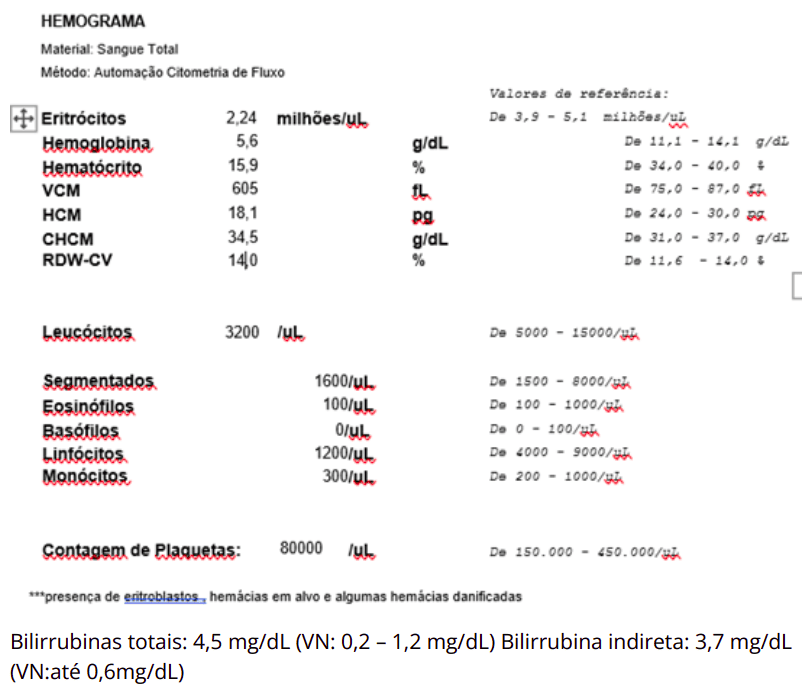 HEMOGRAMA
Material: Sangue Total
Método: Automação Citometria de Fluxo
Valores de referência:
Eritrócitos 2,24 milhões/uL De 3,9 - 5,1 milhões/uL
Hemoglobina 5,6 g/dL De 11,1 - 14,1 g/dL
Hematócrito 15,9 % De 34,0 - 40,0 %
VCM 605 fL De 75,0 - 87,0 fL
HCM 18,1 pg De 24,0 - 30,0 pg
CHCM 34,5 g/dL De 31,0 - 37,0 g/dL
RDW-CV 14,0 % De 11,6 - 14,0 %
Leucócitos 3200 /uL De 5000 - 15000/uL
Segmentados 1600/uL De 1500 - 8000/uL
Eosinófilos 100/uL De 100 - 1000/uL
Basófilos 0/uL De 0 - 100/uL
Linfócitos 1200/uL De 4000 - 9000/uL
Monócitos 300/uL De 200 - 1000/uL
Contagem de Plaquetas: 80000 /uL De 150.000 - 450.000/uL
***presença de eritroblastos , hemácias em alvo e algumas hemácias danificadas
Bilirrubinas totais: 4,5 mg/dL (VN: 0,2 – 1,2 mg/dL) Bilirrubina indireta: 3,7 mg/dL
(VN:até 0,6mg/dL)